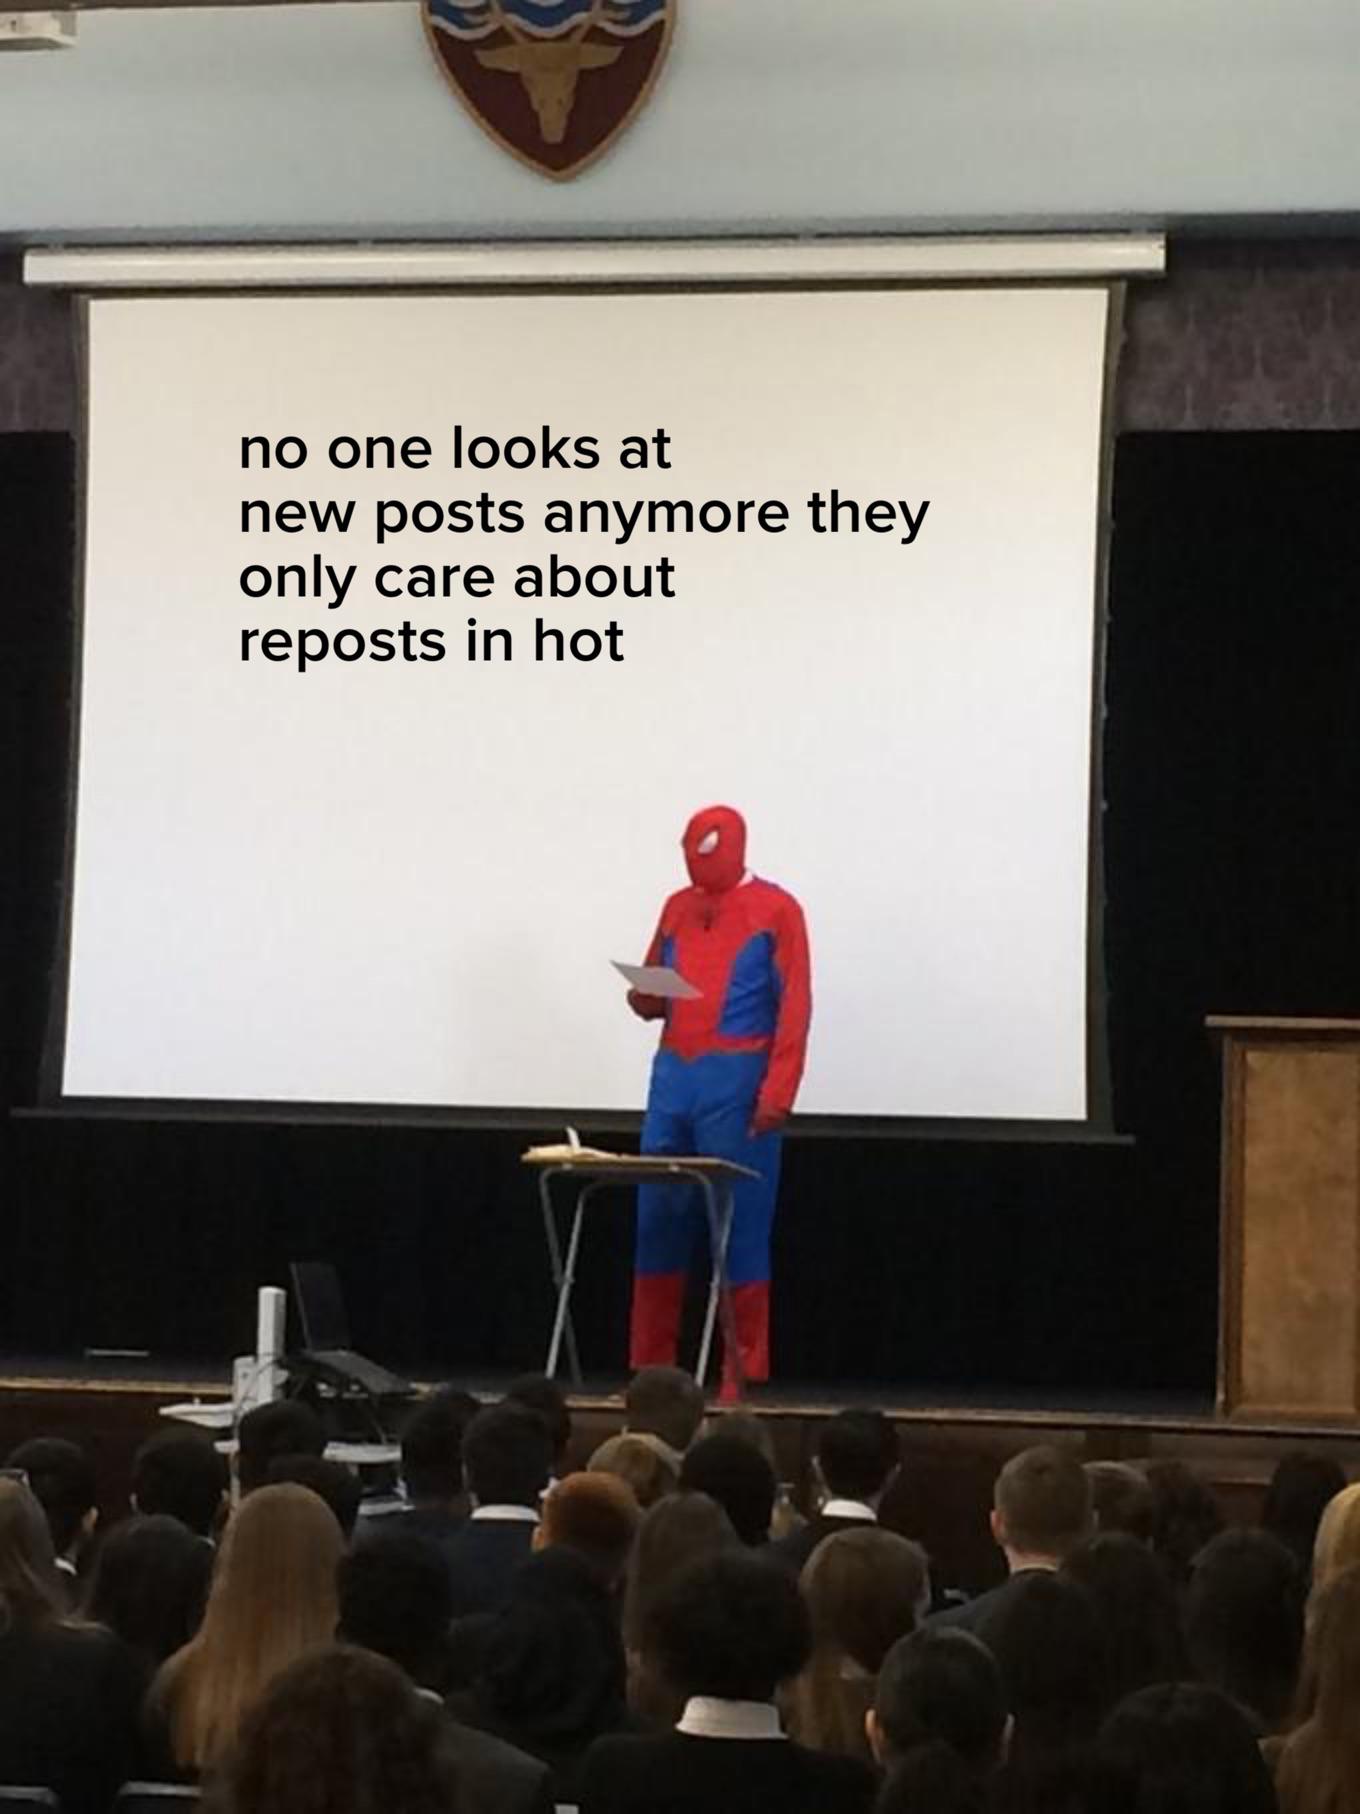 no one looks at
new posts anymore they
only care about
reposts in hot